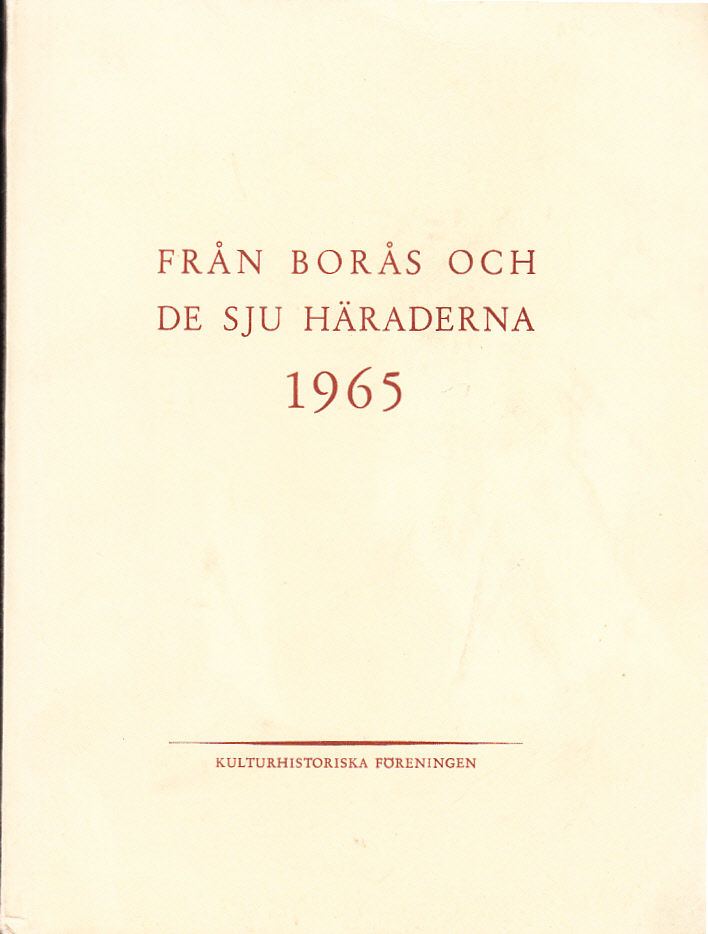 FRÅN BORÅS OCH
DE SJU HÄRADERNA
1965
KULTURHISTORISKA FÖRENINGEN